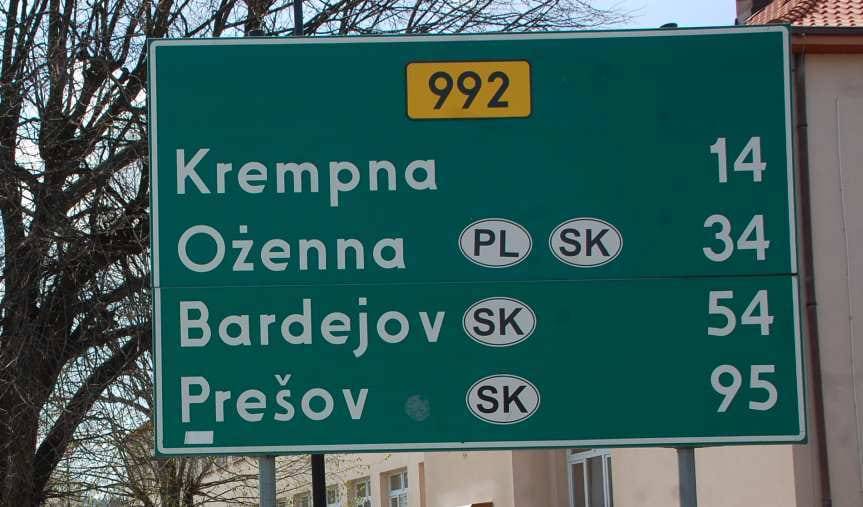 992
Krempna 14
Ożenna PL SK 34
Bardejov SK 54
Prešov SK 95